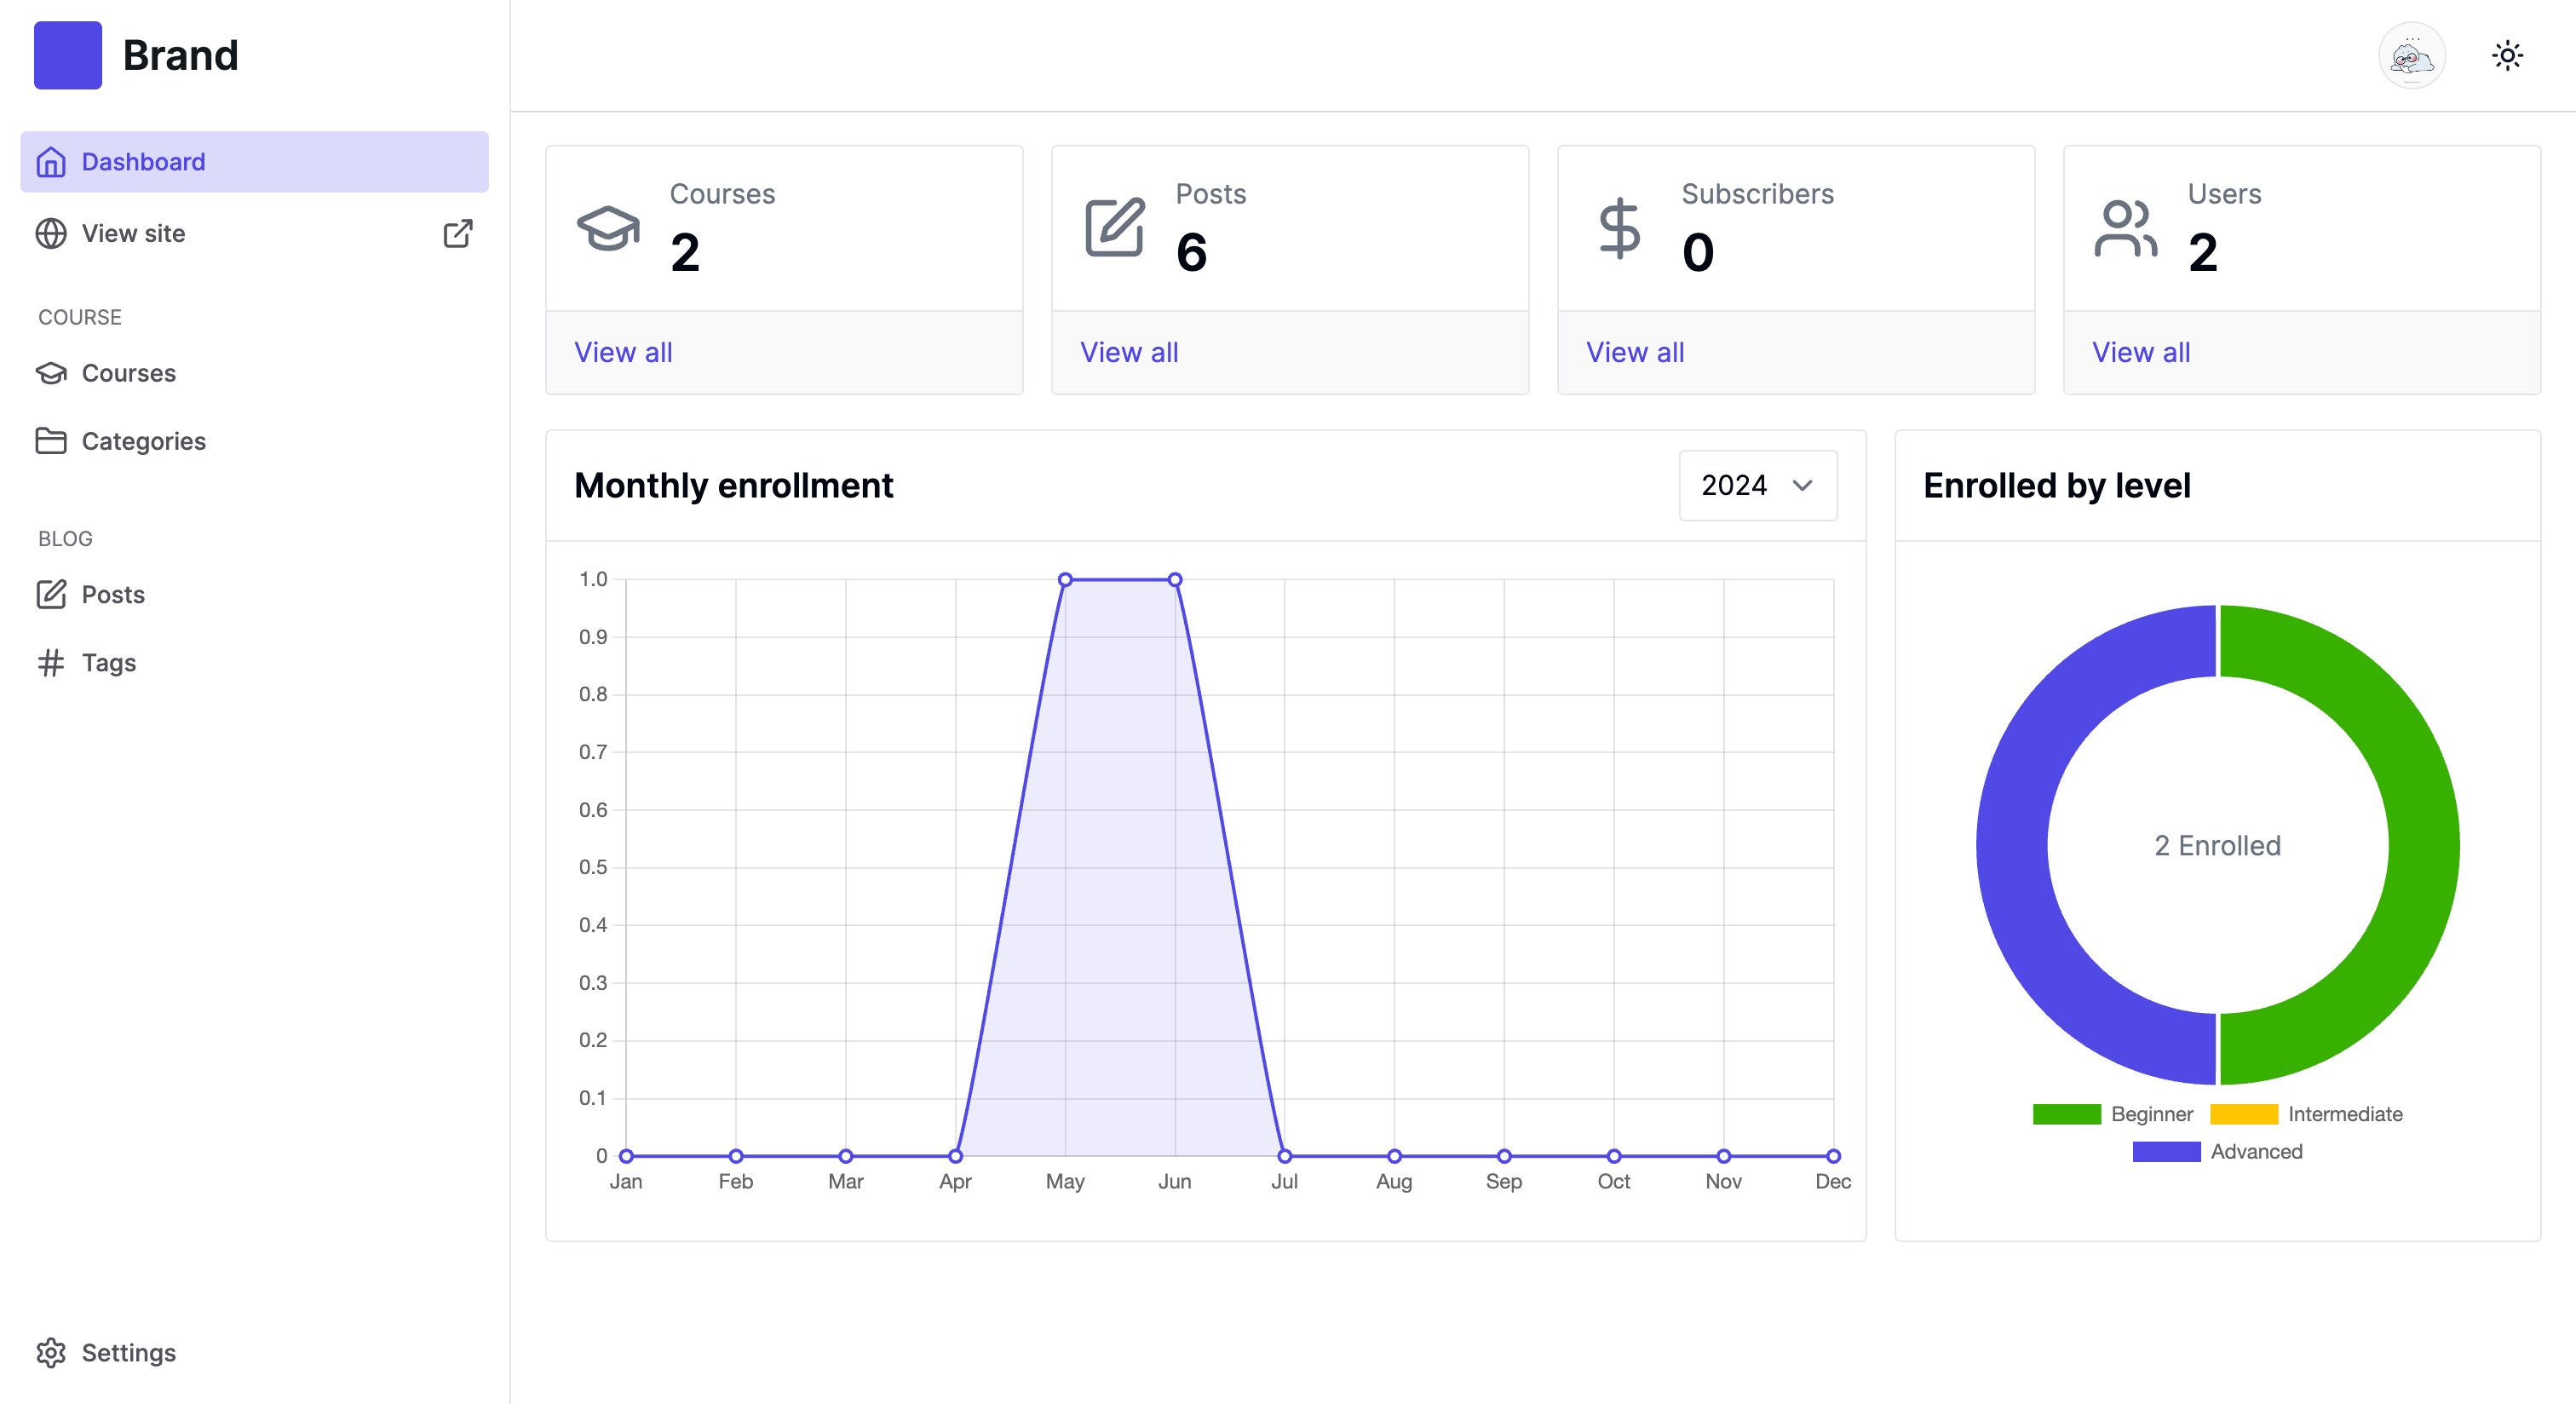 Brand
Dashboard
View site
COURSE
Courses
Categories
BLOG
Posts
Tags
Settings
Courses
2
View all
Posts
6
View all
Subscribers
0
View all
Users
2
View all
Monthly enrollment
2024
1.0
0.9
0.8
0.7
0.6
0.5
0.4
0.3
0.2
0.1
0
Jan Feb Mar Apr May Jun Jul Aug Sep Oct Nov Dec
Enrolled by level
2 Enrolled
Beginner Intermediate
Advanced